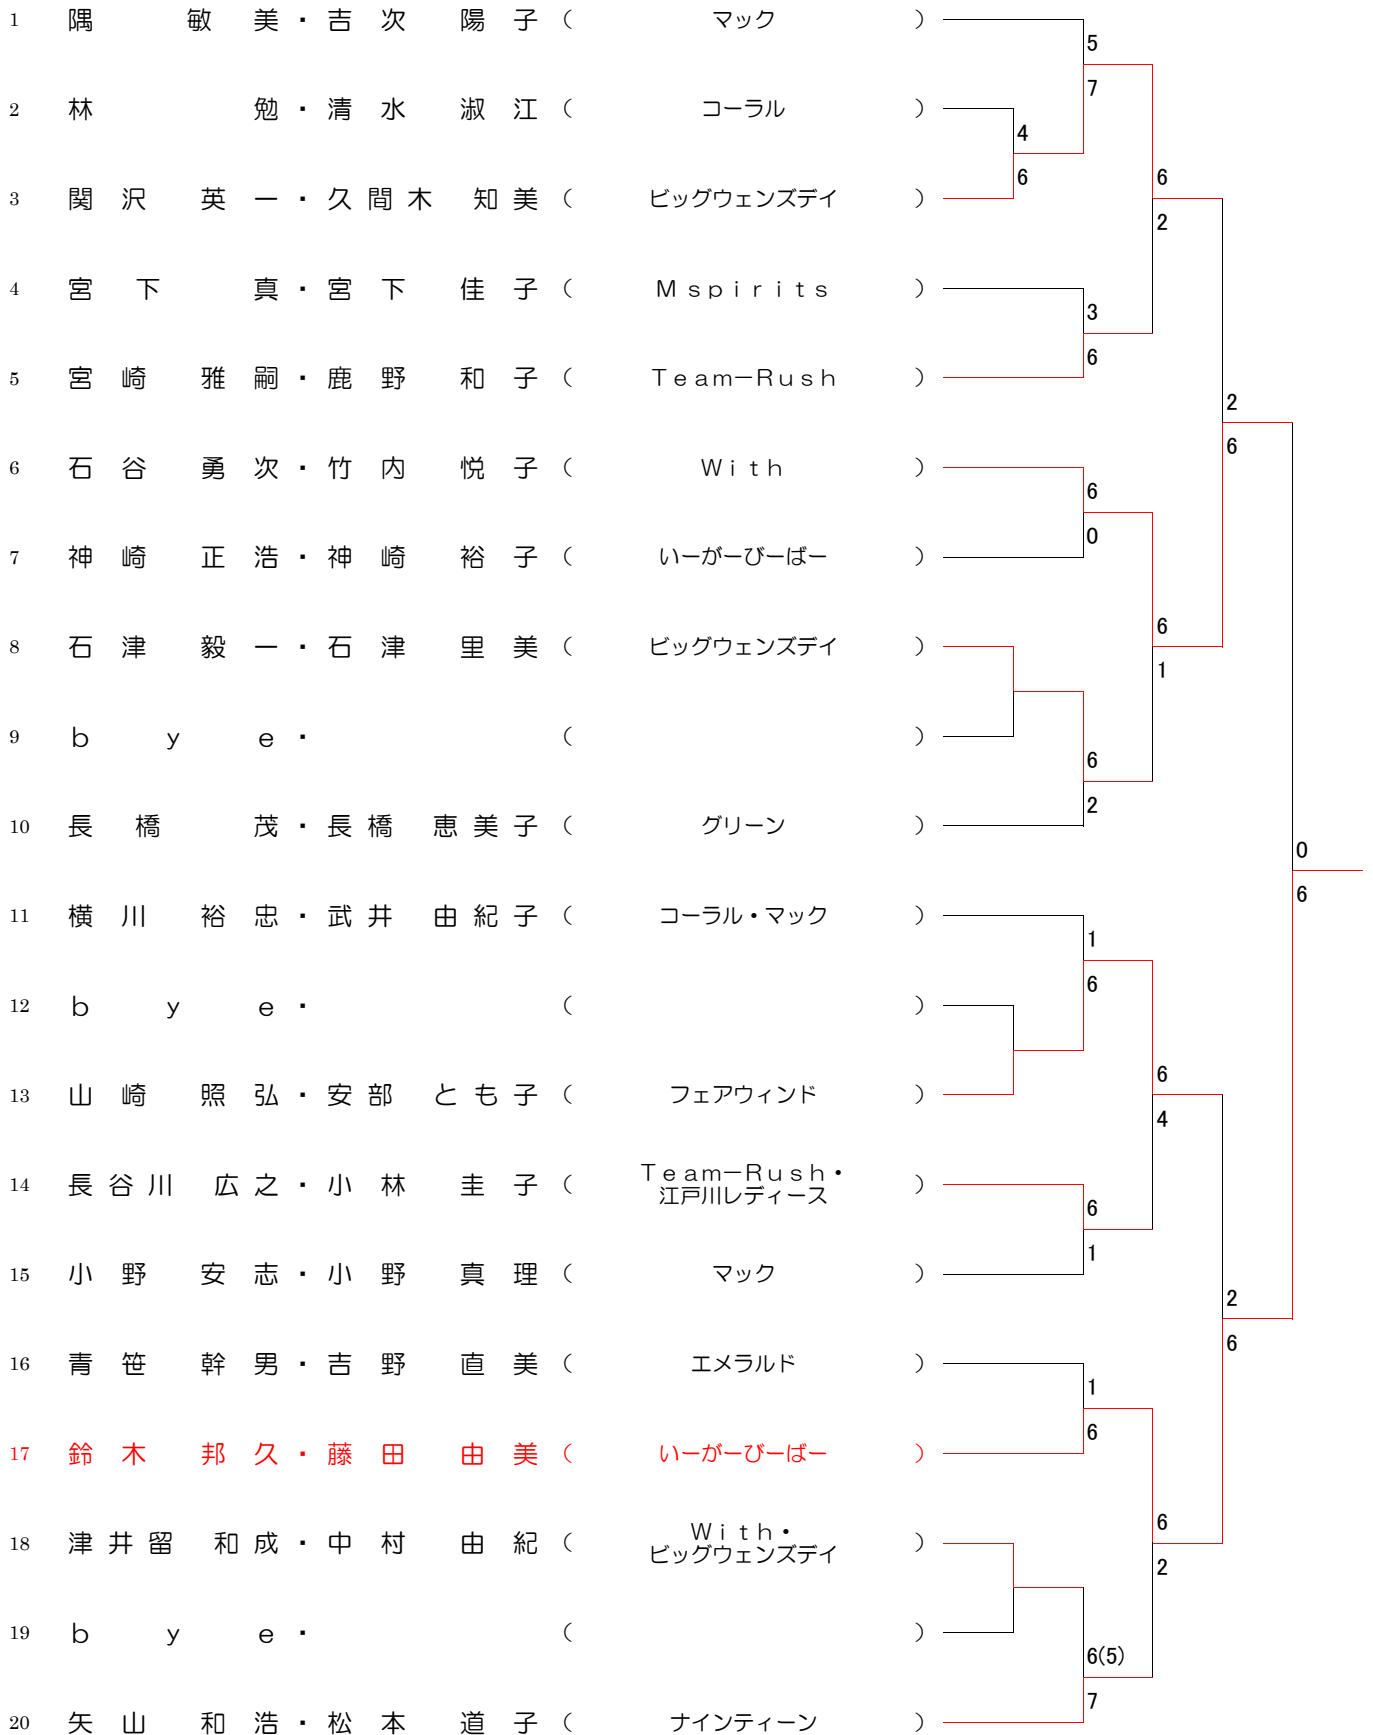 1 隅 敏美・吉次 陽子（ マック ）
5
7
2 林 勉・清水 淑江（ コーラル ）
4
6
3 関沢 英一・久間木 知美（ ビッグウェンズデイ ）
6
2
4 宮下 真・宮下 佳子（ Ｍｓｐｉｒｉｔｓ ）
3
6
5 宮崎 雅嗣・鹿野 和子（ Ｔｅａｍ－Ｒｕｓｈ ）
2
6
6 石谷 勇次・竹内 悦子（ Ｗｉｔｈ ）
6
0
7 神崎 正浩・神崎 裕子（ いーがーびーばー ）
6
1
8 石津 毅一・石津 里美（ ビッグウェンズデイ ）
9 ｂｙｅ・ （ ）
6
2
10 長橋 茂・長橋 恵美子（ グリーン ）
0
6
11 横川 裕忠・武井 由紀子（ コーラル・マック ）
1
6
12 ｂｙｅ・ （ ）
6
4
13 山崎 照弘・安部 とも子（ フェアウィンド ）
14 長谷川 広之・小林 圭子（ Ｔｅａｍ－Ｒｕｓｈ・
江戸川レディース ）
6
1
15 小野 安志・小野 真理（ マック ）
2
6
16 青笹 幹男・吉野 直美（ エメラルド ）
1
6
17 鈴木 邦久・藤田 由美（ いーがーびーばー ）
6
2
18 津井留 和成・中村 由紀（ Ｗｉｔｈ・
ビッグウェンズデイ ）
19 ｂｙｅ・ （ ）
6(5)
7
20 矢山 和浩・松本 道子（ ナインティーン ）